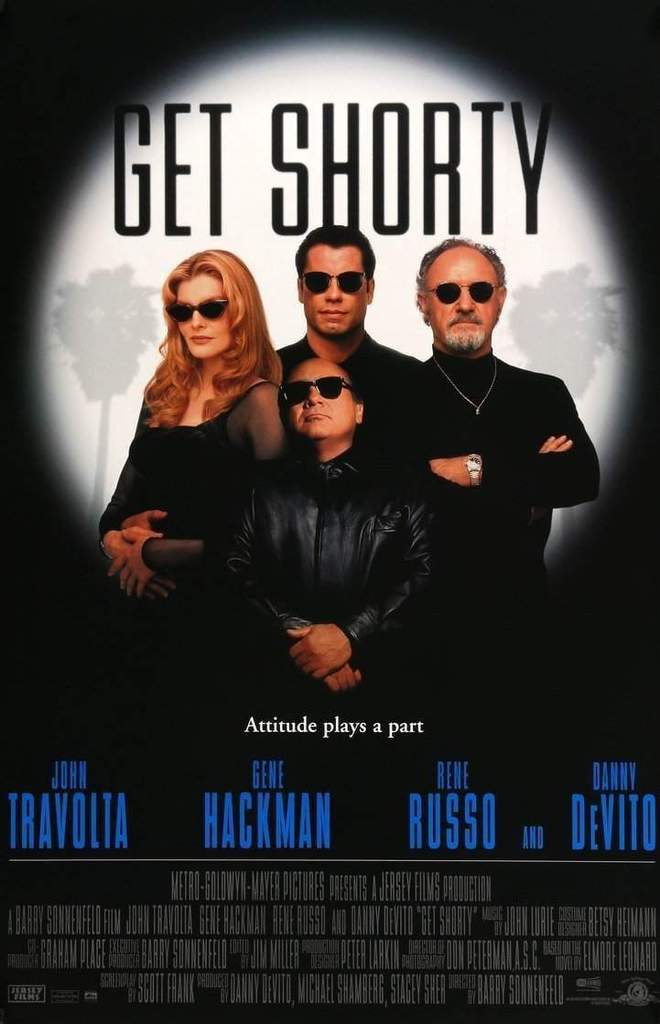 GET SHORTY
Attitude plays a part
JOHN TRAVOLTA
GENE HACKMAN
RENE RUSSO
AND
DANNY DeVITO
METRO-GOLDWYN-MAYER PICTURES PRESENTS A JERSEY FILMS PRODUCTION
A BARRY SONNENFELD FILM JOHN TRAVOLTA GENE HACKMAN RENE RUSSO AND DANNY DEVITO "GET SHORTY" MUSIC BY JOHN LURIE COSTUME DESIGNER BETSY HEIMANN
CO-PRODUCER GRAHAM PLACE EXECUTIVE PRODUCER BARRY SONNENFELD EDITED BY JIM MILLER PRODUCTION DESIGNER PETER LARKIN DIRECTOR OF PHOTOGRAPHY DON PETERMAN A.S.C. BASED ON THE NOVEL BY ELMORE LEONARD
SCREENPLAY BY SCOTT FRANK PRODUCED BY DANNY DEVITO, MICHAEL SHAMBERG, STACEY SHER DIRECTED BY BARRY SONNENFELD
JERSEY FILMS